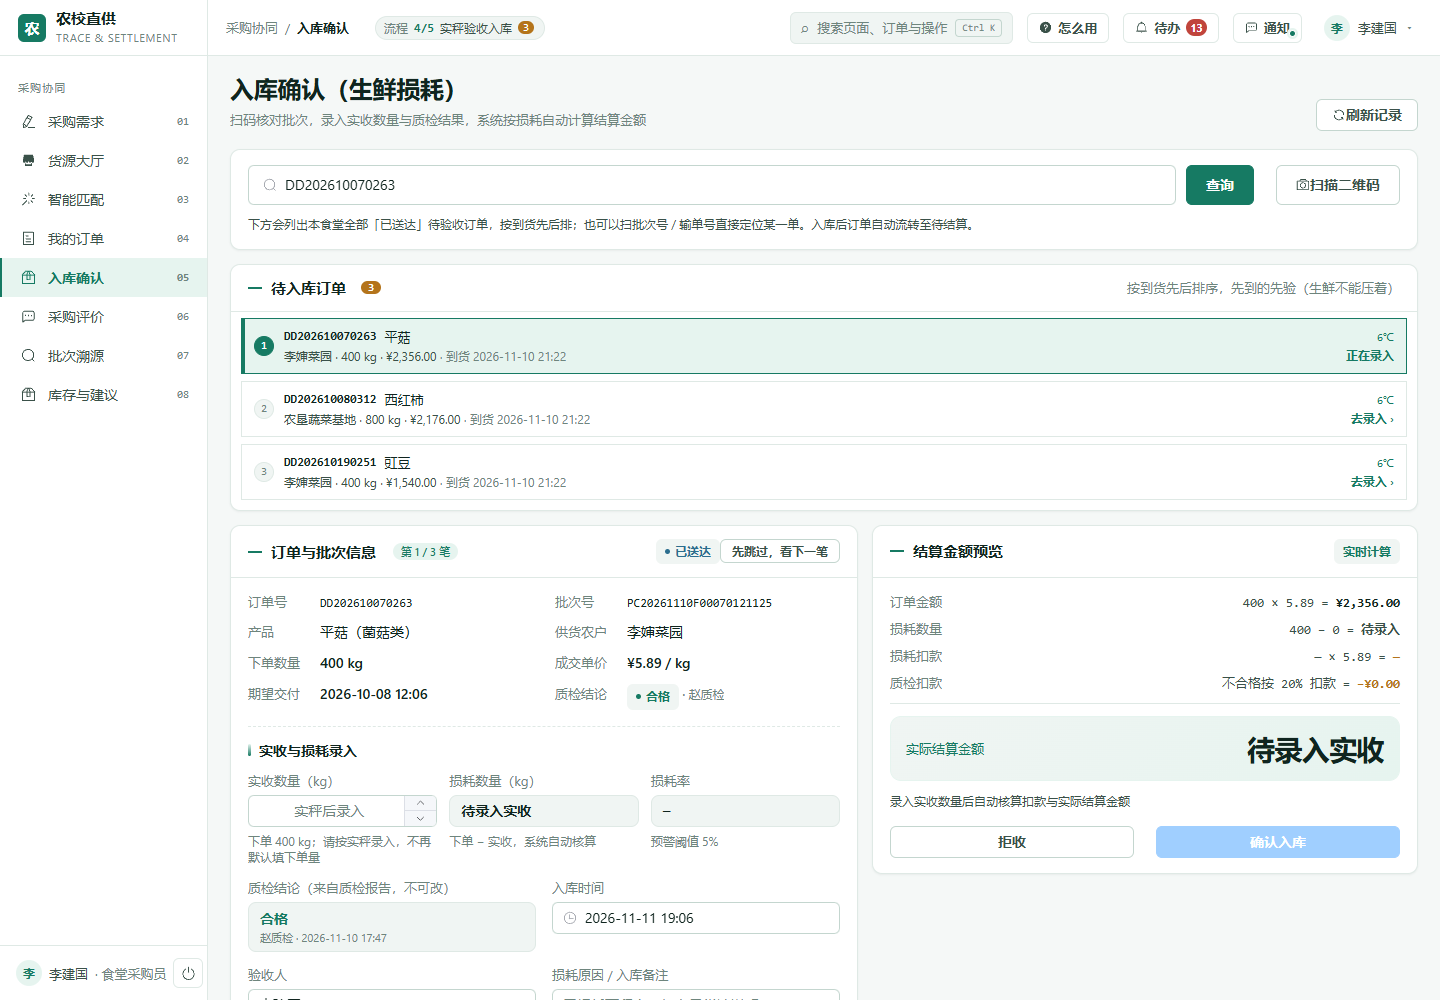 农 农校直供
TRACE & SETTLEMENT
采购协同 / 入库确认
流程 4/5 实秤验收入库 3
搜索页面、订单与操作 Ctrl K
怎么用
待办 13
通知
李 李建国
采购协同
采购需求 01
货源大厅 02
智能匹配 03
我的订单 04
入库确认 05
采购评价 06
批次溯源 07
库存与建议 08
李 李建国 · 食堂采购员
入库确认（生鲜损耗）
扫码核对批次，录入实收数量与质检结果，系统按损耗自动计算结算金额
刷新记录
DD202610070263
查询
扫描二维码
下方会列出本食堂全部「已送达」待验收订单，按到货先后排；也可以扫批次号 / 输单号直接定位某一单。入库后订单自动流转至待结算。
待入库订单 3
按到货先后排序，先到的先验（生鲜不能压着）
1 DD202610070263 平菇 6℃
李婶菜园 · 400 kg · ¥2,356.00 · 到货 2026-11-10 21:22 正在录入
2 DD202610080312 西红柿 6℃
农垦蔬菜基地 · 800 kg · ¥2,176.00 · 到货 2026-11-10 21:22 去录入 ›
3 DD202610190251 豇豆 6℃
李婶菜园 · 400 kg · ¥1,540.00 · 到货 2026-11-10 21:22 去录入 ›
订单与批次信息 第 1 / 3 笔 已送达 先跳过，看下一笔
订单号 DD202610070263 批次号 PC20261110F00070121125
产品 平菇（菌菇类） 供货农户 李婶菜园
下单数量 400 kg 成交单价 ¥5.89 / kg
期望交付 2026-10-08 12:06 质检结论 合格 · 赵质检
实收与损耗录入
实收数量（kg） 损耗数量（kg） 损耗率
实秤后录入 待录入实收 –
下单 400 kg；请按实秤录入，不再默认填下单量
下单 − 实收，系统自动核算
预警阈值 5%
质检结论（来自质检报告，不可改） 入库时间
合格
赵质检 · 2026-11-10 17:47
2026-11-11 19:06
验收人 损耗原因 / 入库备注
结算金额预览 实时计算
订单金额 400 × 5.89 = ¥2,356.00
损耗数量 400 − 0 = 待录入
损耗扣款 — × 5.89 = —
质检扣款 不合格按 20% 扣款 = −¥0.00
实际结算金额 待录入实收
录入实收数量后自动核算扣款与实际结算金额
拒收 确认入库